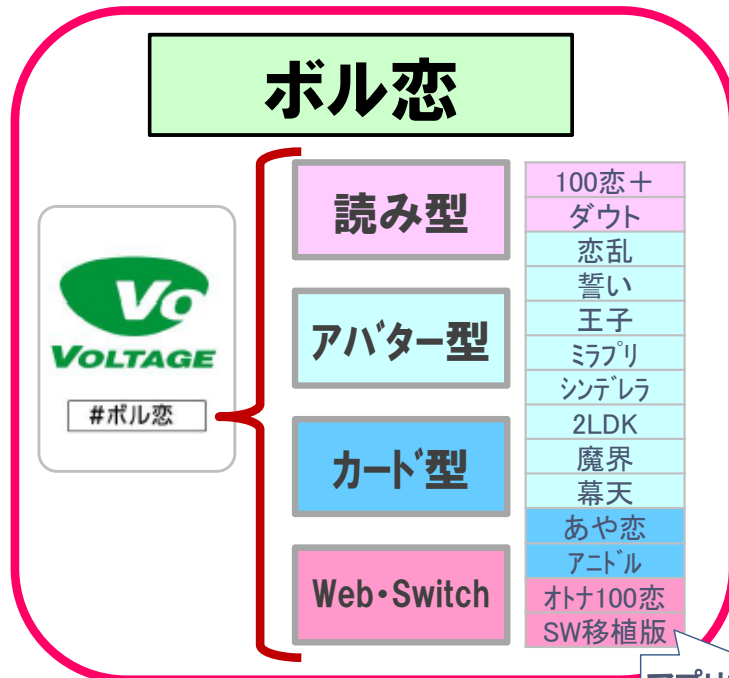 ボル恋
Vo
VOLTAGE
#ボル恋
読み型
アバター型
カード型
Web・Switch
100恋＋
ダウト
恋乱
誓い
王子
ミラプリ
シンデレラ
2LDK
魔界
幕天
あや恋
アニドル
オトナ100恋
SW移植版